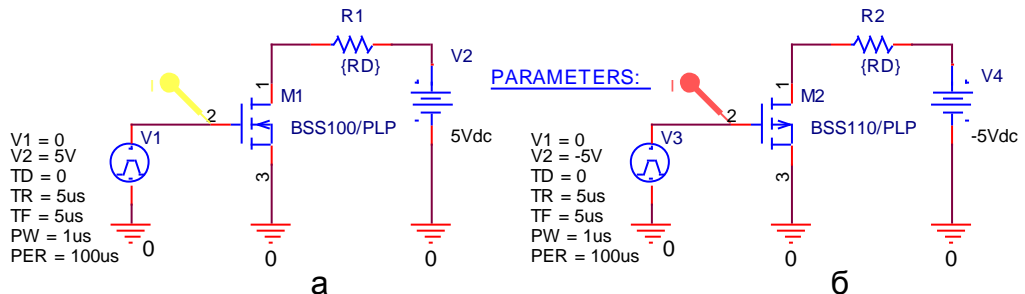 R1
{RD}
V2
1
M1
2
BSS100/PLP
V1
5Vdc
3
V1 = 0
V2 = 5V
TD = 0
TR = 5us
TF = 5us
PW = 1us
PER = 100us
0
0
0
а
PARAMETERS:
R2
{RD}
V4
1
M2
2
BSS110/PLP
V3
-5Vdc
3
V1 = 0
V2 = -5V
TD = 0
TR = 5us
TF = 5us
PW = 1us
PER = 100us
0
0
0
б